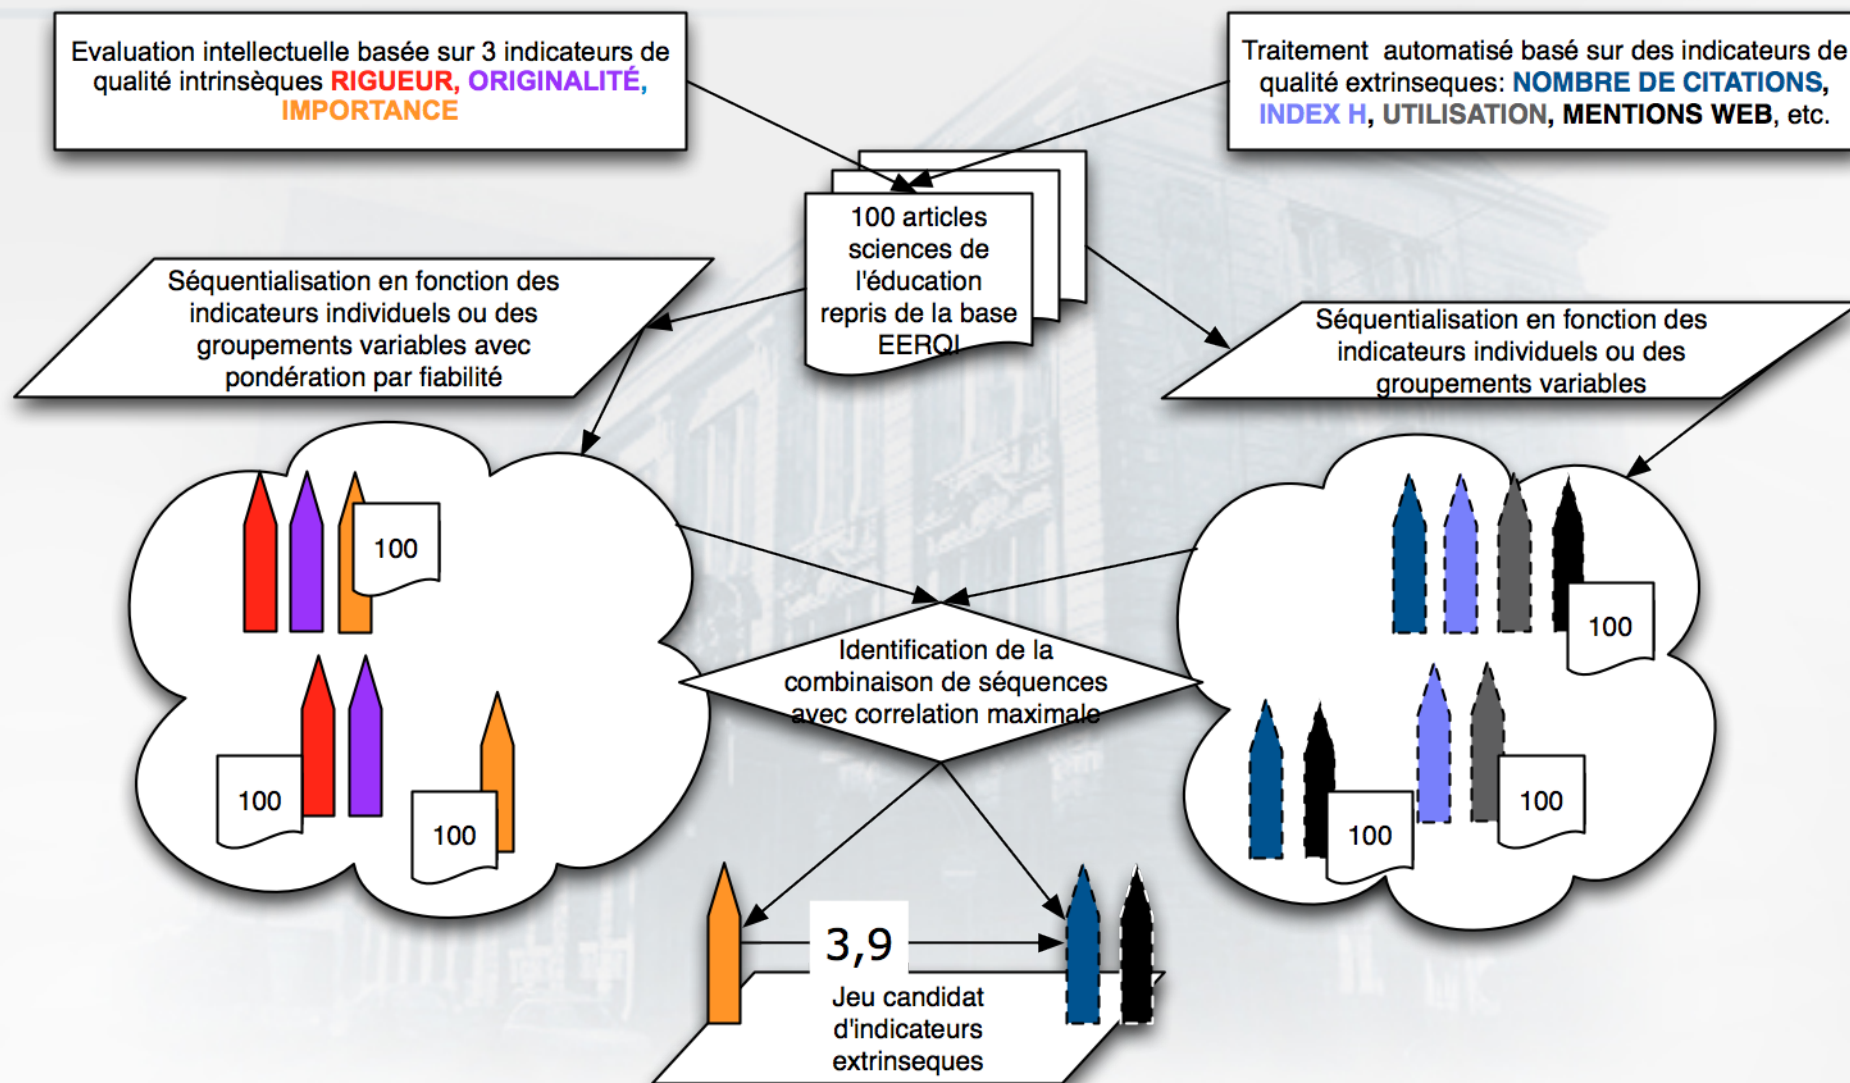 Evaluation intellectuelle basée sur 3 indicateurs de
qualité intrinsèques RIGUEUR, ORIGINALITÉ,
IMPORTANCE
Traitement automatisé basé sur des indicateurs de
qualité extrinseques: NOMBRE DE CITATIONS,
INDEX H, UTILISATION, MENTIONS WEB, etc.
100 articles
sciences de
l'éducation
repris de la base
EERQI
Séquentialisation en fonction des
indicateurs individuels ou des
groupements variables avec
pondération par fiabilité
Séquentialisation en fonction des
indicateurs individuels ou des
groupements variables
100
100
100
Identification de la
combinaison de séquences
avec correlation maximale
100
100
100
3,9
Jeu candidat
d'indicateurs
extrinseques